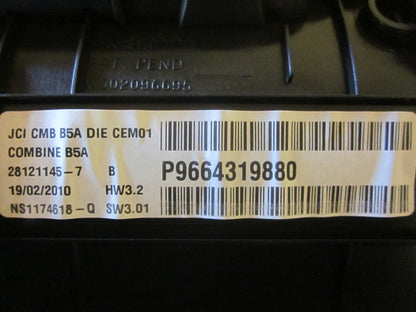 PEND.
JCI CMB B5A DIE CEM01
COMBINE B5A
28121145-7 B
P9664319880
19/02/2010 HW3.2
NS1174618-Q SW3.01